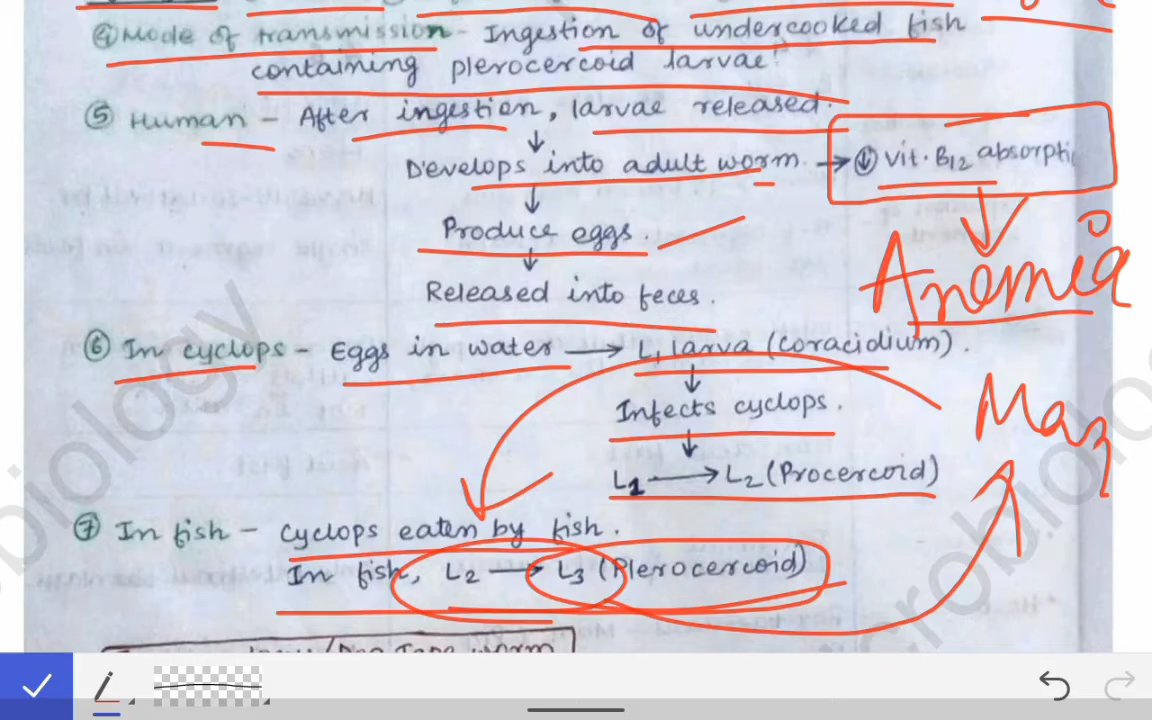 ④ Mode of transmission - Ingestion of undercooked fish
containing plerocercoid larvae.
⑤ Human - After ingestion, larvae released.
↓
Develops into adult worm → ↓ Vit. B12 absorpti
↓
Produce eggs.
↓
Released into feces.
Anemia
⑥ In cyclops - Eggs in water → L1 larva (Coracidium).
↓
Infects cyclops.
↓
L1 → L2 (Procercoid)
⑦ In fish - Cyclops eaten by fish.
In fish, L2 → L3 (Plerocercoid)
Tape worm